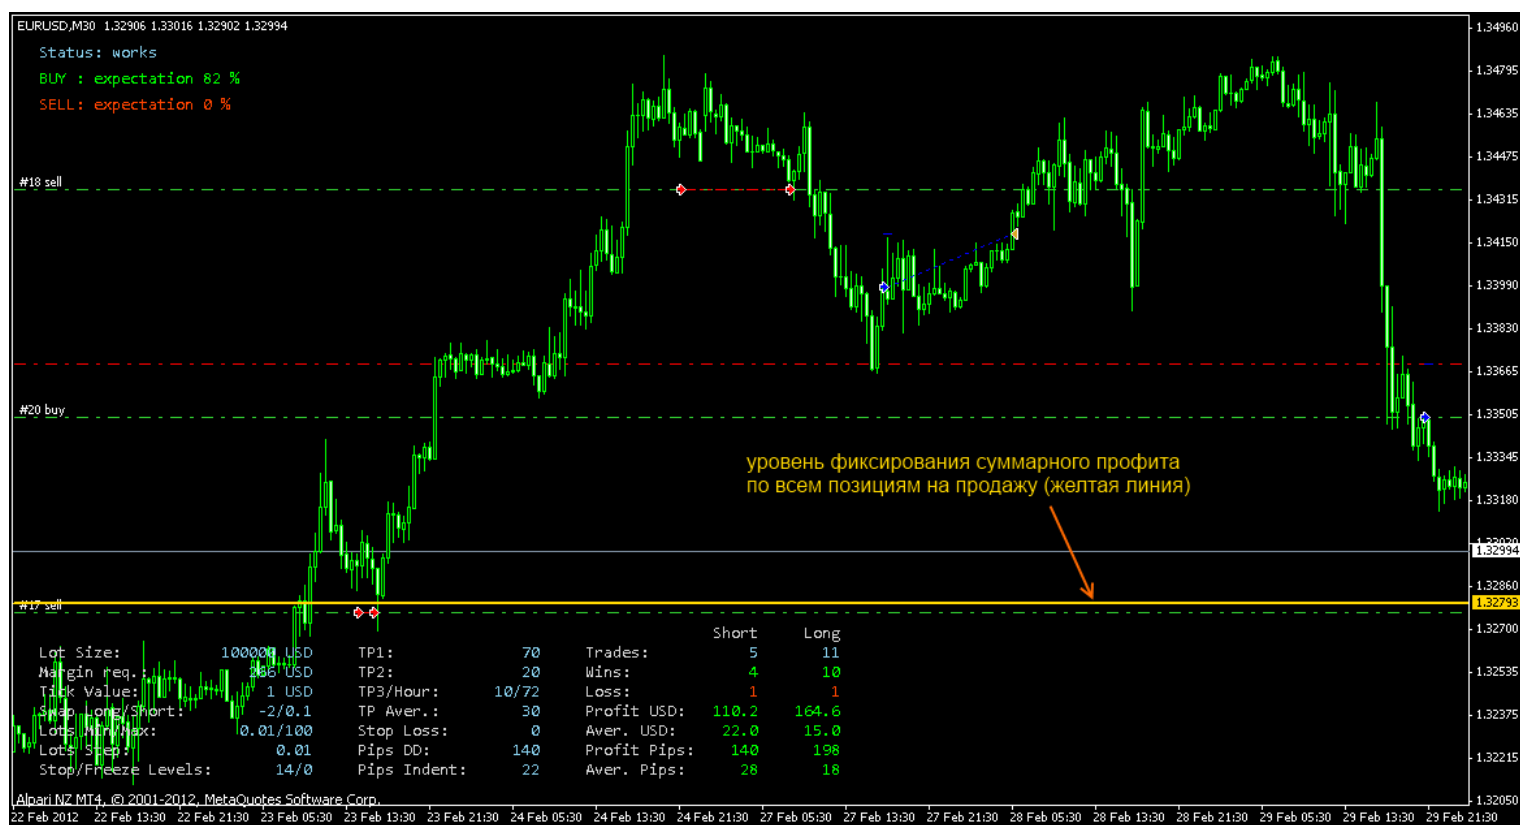 EURUSD,M30 1.32906 1.33016 1.32902 1.32994
Status: works
BUY : expectation 82 %
SELL: expectation 0 %
#18 sell
#20 buy
уровень фиксирования суммарного профита
по всем позициям на продажу (желтая линия)
#17 sell
1.34960
1.34795
1.34635
1.34475
1.34315
1.34150
1.33990
1.33830
1.33665
1.33505
1.33345
1.33180
1.32994
1.32860
1.32793
1.32700
1.32535
1.32375
1.32215
1.32050
Short Long
Lot Size: 100000 USD TP1: 70 Trades: 5 11
Margin req.: 266 USD TP2: 20 Wins: 4 10
Tick Value: 1 USD TP3/Hour: 10/72 Loss: 1 1
Swap Long/Short: -2/0.1 TP Aver.: 30 Profit USD: 110.2 164.6
Lots Min/Max: 0.01/100 Stop Loss: 0 Aver. USD: 22.0 15.0
Lots Step: 0.01 Pips DD: 140 Profit Pips: 140 198
Stop/Freeze Levels: 14/0 Pips Indent: 22 Aver. Pips: 28 18
Alpari NZ MT4, © 2001-2012, MetaQuotes Software Corp.
22 Feb 2012 22 Feb 13:30 22 Feb 21:30 23 Feb 05:30 23 Feb 13:30 23 Feb 21:30 24 Feb 05:30 24 Feb 13:30 24 Feb 21:30 27 Feb 05:30 27 Feb 13:30 27 Feb 21:30 28 Feb 05:30 28 Feb 13:30 28 Feb 21:30 29 Feb 05:30 29 Feb 13:30 29 Feb 21:30